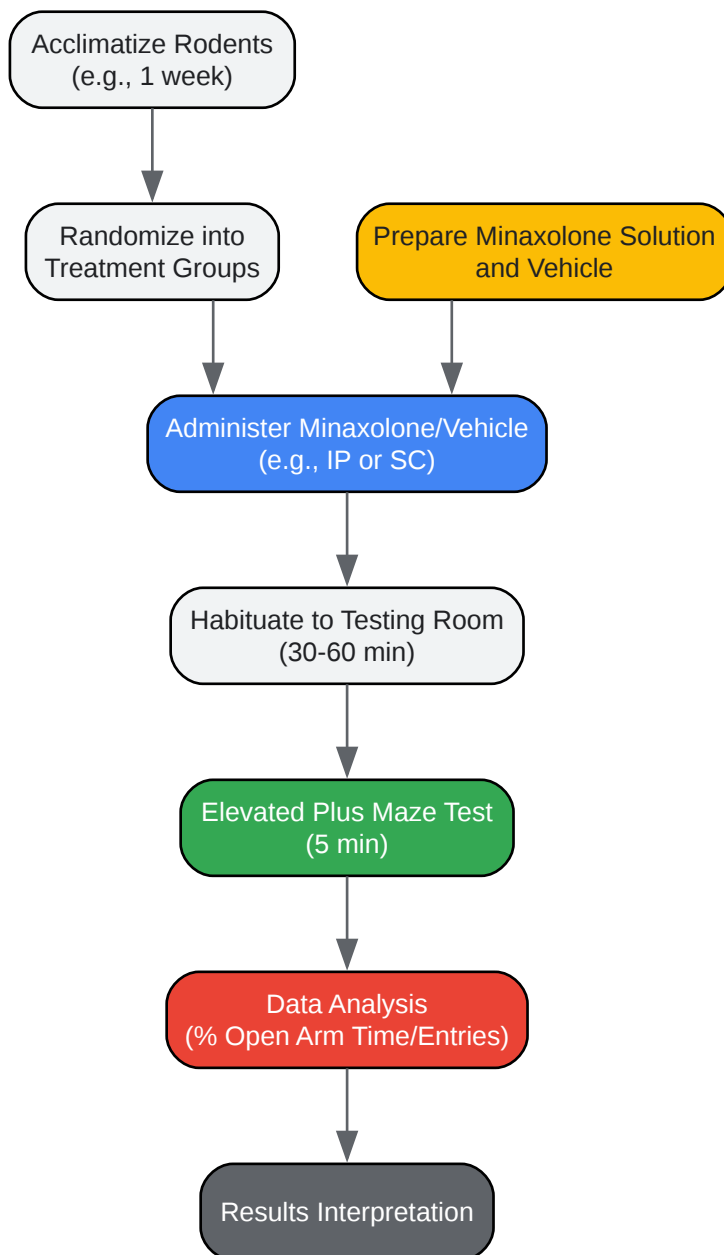 Acclimatize Rodents
(e.g., 1 week)
Randomize into
Treatment Groups
Prepare Minaxolone Solution
and Vehicle
Administer Minaxolone/Vehicle
(e.g., IP or SC)
Habituate to Testing Room
(30-60 min)
Elevated Plus Maze Test
(5 min)
Data Analysis
(% Open Arm Time/Entries)
Results Interpretation